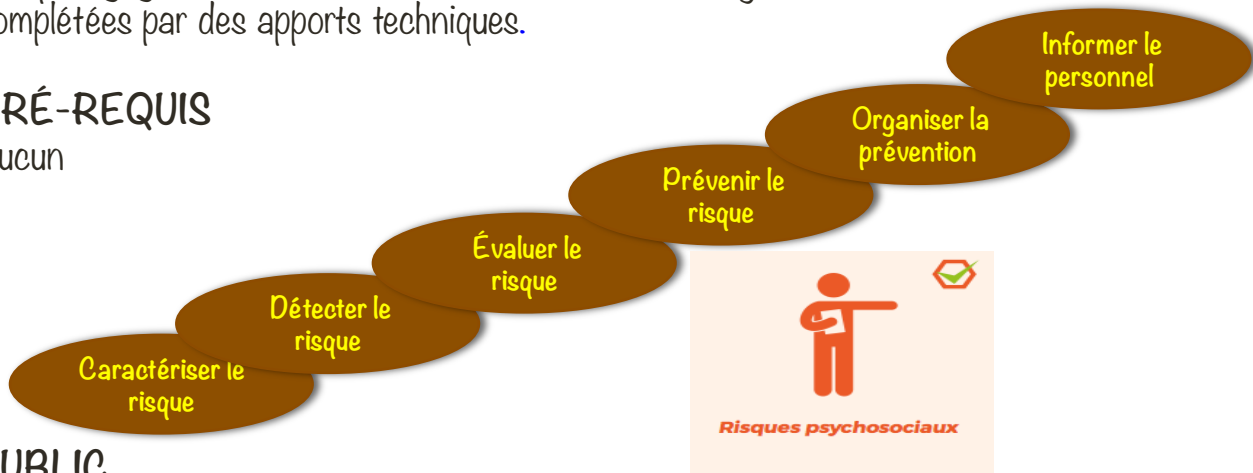 omplétées par des apports techniques.
Informer le
personnel
RÉ-REQUIS
Organiser la
prévention
ucun
Prévenir le
risque
Évaluer le
risque
Détecter le
risque
Caractériser le
risque
Risques psychosociaux
UBLIC